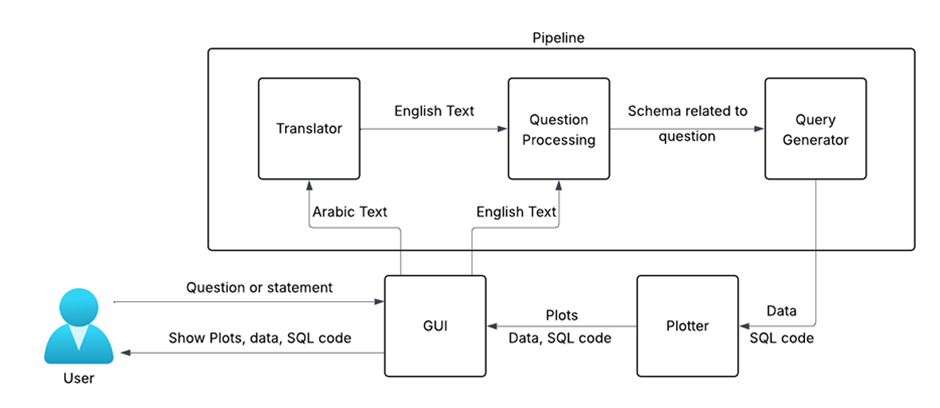 Pipeline
Translator
English Text
Question
Processing
Schema related to
question
Query
Generator
Arabic Text
English Text
Question or statement
Show Plots, data, SQL code
User
GUI
Plots
Data, SQL code
Plotter
Data
SQL code